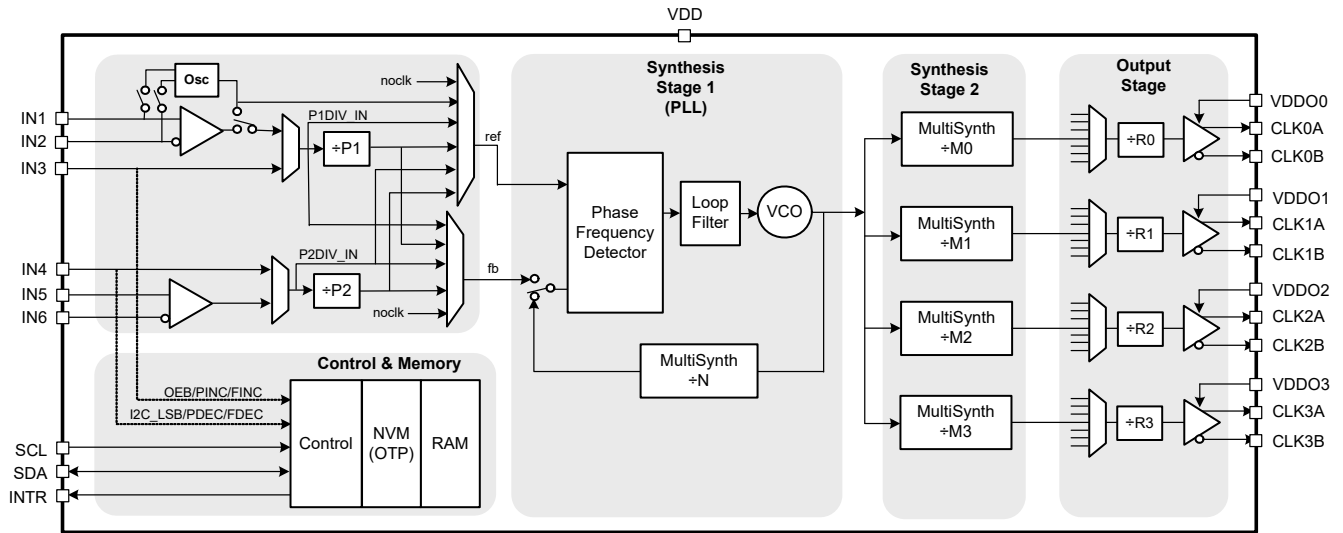 VDD
Osc
noclk
P1DIV_IN
÷P1
ref
IN1
IN2
IN3
P2DIV_IN
÷P2
noclk
fb
IN4
IN5
IN6
Synthesis
Stage 1
(PLL)
Phase
Frequency
Detector
Loop
Filter
VCO
MultiSynth
÷N
Synthesis
Stage 2
MultiSynth
÷M0
MultiSynth
÷M1
MultiSynth
÷M2
MultiSynth
÷M3
Output
Stage
÷R0
÷R1
÷R2
÷R3
VDDO0
CLK0A
CLK0B
VDDO1
CLK1A
CLK1B
VDDO2
CLK2A
CLK2B
VDDO3
CLK3A
CLK3B
Control & Memory
OEB/PINC/FINC
I2C_LSB/PDEC/FDEC
Control
NVM
(OTP)
RAM
SCL
SDA
INTR